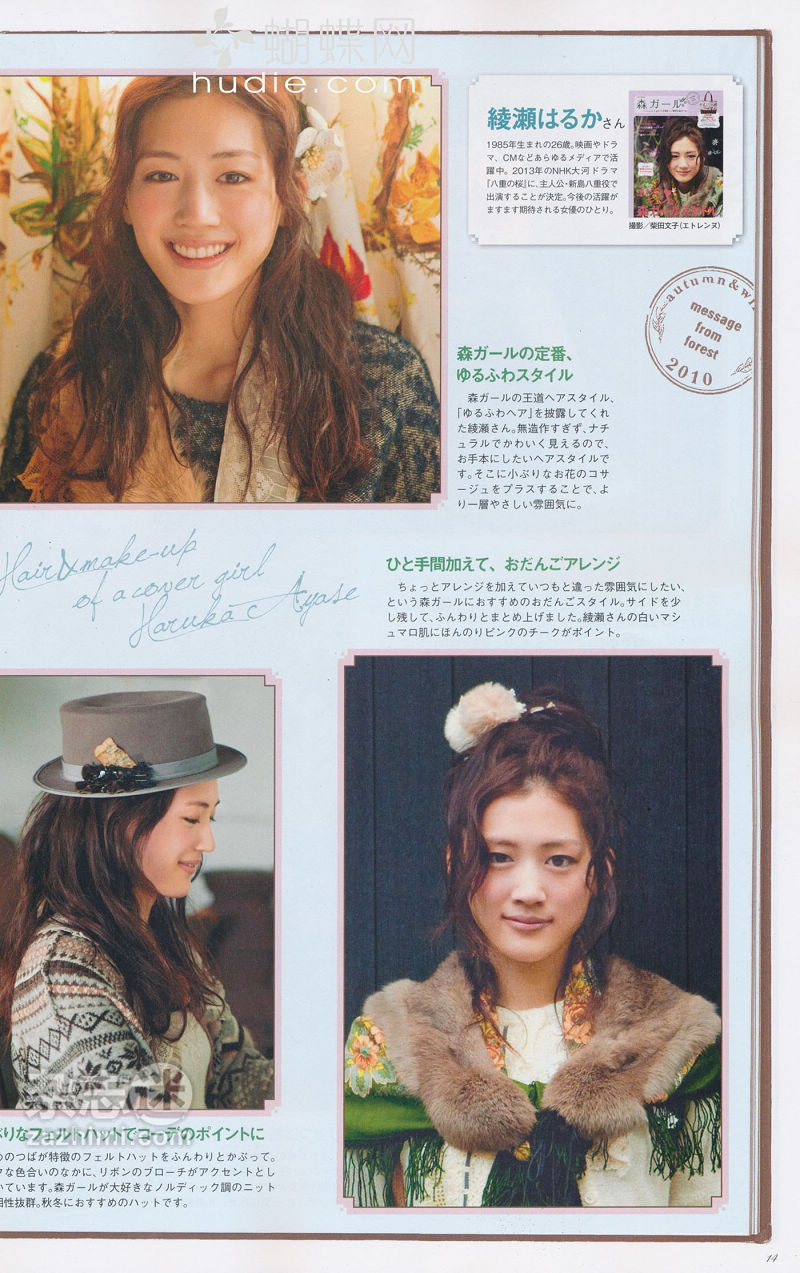 蝴蝶网
hudie.com
綾瀬はるかさん
1985年生まれの26歳。映画やドラ
マ、CMなどあらゆるメディアで活
躍中。2013年のNHK大河ドラマ
『八重の桜』に、主人公・新島八重役で
出演することが決定。今後の活躍が
ますます期待される女優のひとり。
森ガール
撮影／柴田文子(エトレンヌ)
autumn&wi
message
from
forest
2010
森ガールの定番、
ゆるふわスタイル
森ガールの王道ヘアスタイル、
「ゆるふわヘア」を披露してくれ
た綾瀬さん。無造作すぎず、ナチ
ュラルでかわいく見えるので、
お手本にしたいヘアスタイルで
す。そこに小ぶりなお花のコサ
ージュをプラスすることで、よ
り一層やさしい雰囲気に。
Hair&make-up
of a cover girl
Haruka Ayase
ひと手間加えて、おだんごアレンジ
ちょっとアレンジを加えていつもと違った雰囲気にしたい、
という森ガールにおすすめのおだんごスタイル。サイドを少
し残して、ふんわりとまとめ上げました。綾瀬さんの白いマシ
ュマロ肌にほんのりピンクのチークがポイント。
杂志迷
zazhimi.com
ぶりなフェルトハットでコーデのポイントに
めのつばが特徴のフェルトハットをふんわりとかぶって。
クな色合いのなかに、リボンのブローチがアクセントとし
いています。森ガールが大好きなノルディック調のニット
相性抜群。秋冬におすすめのハットです。
14